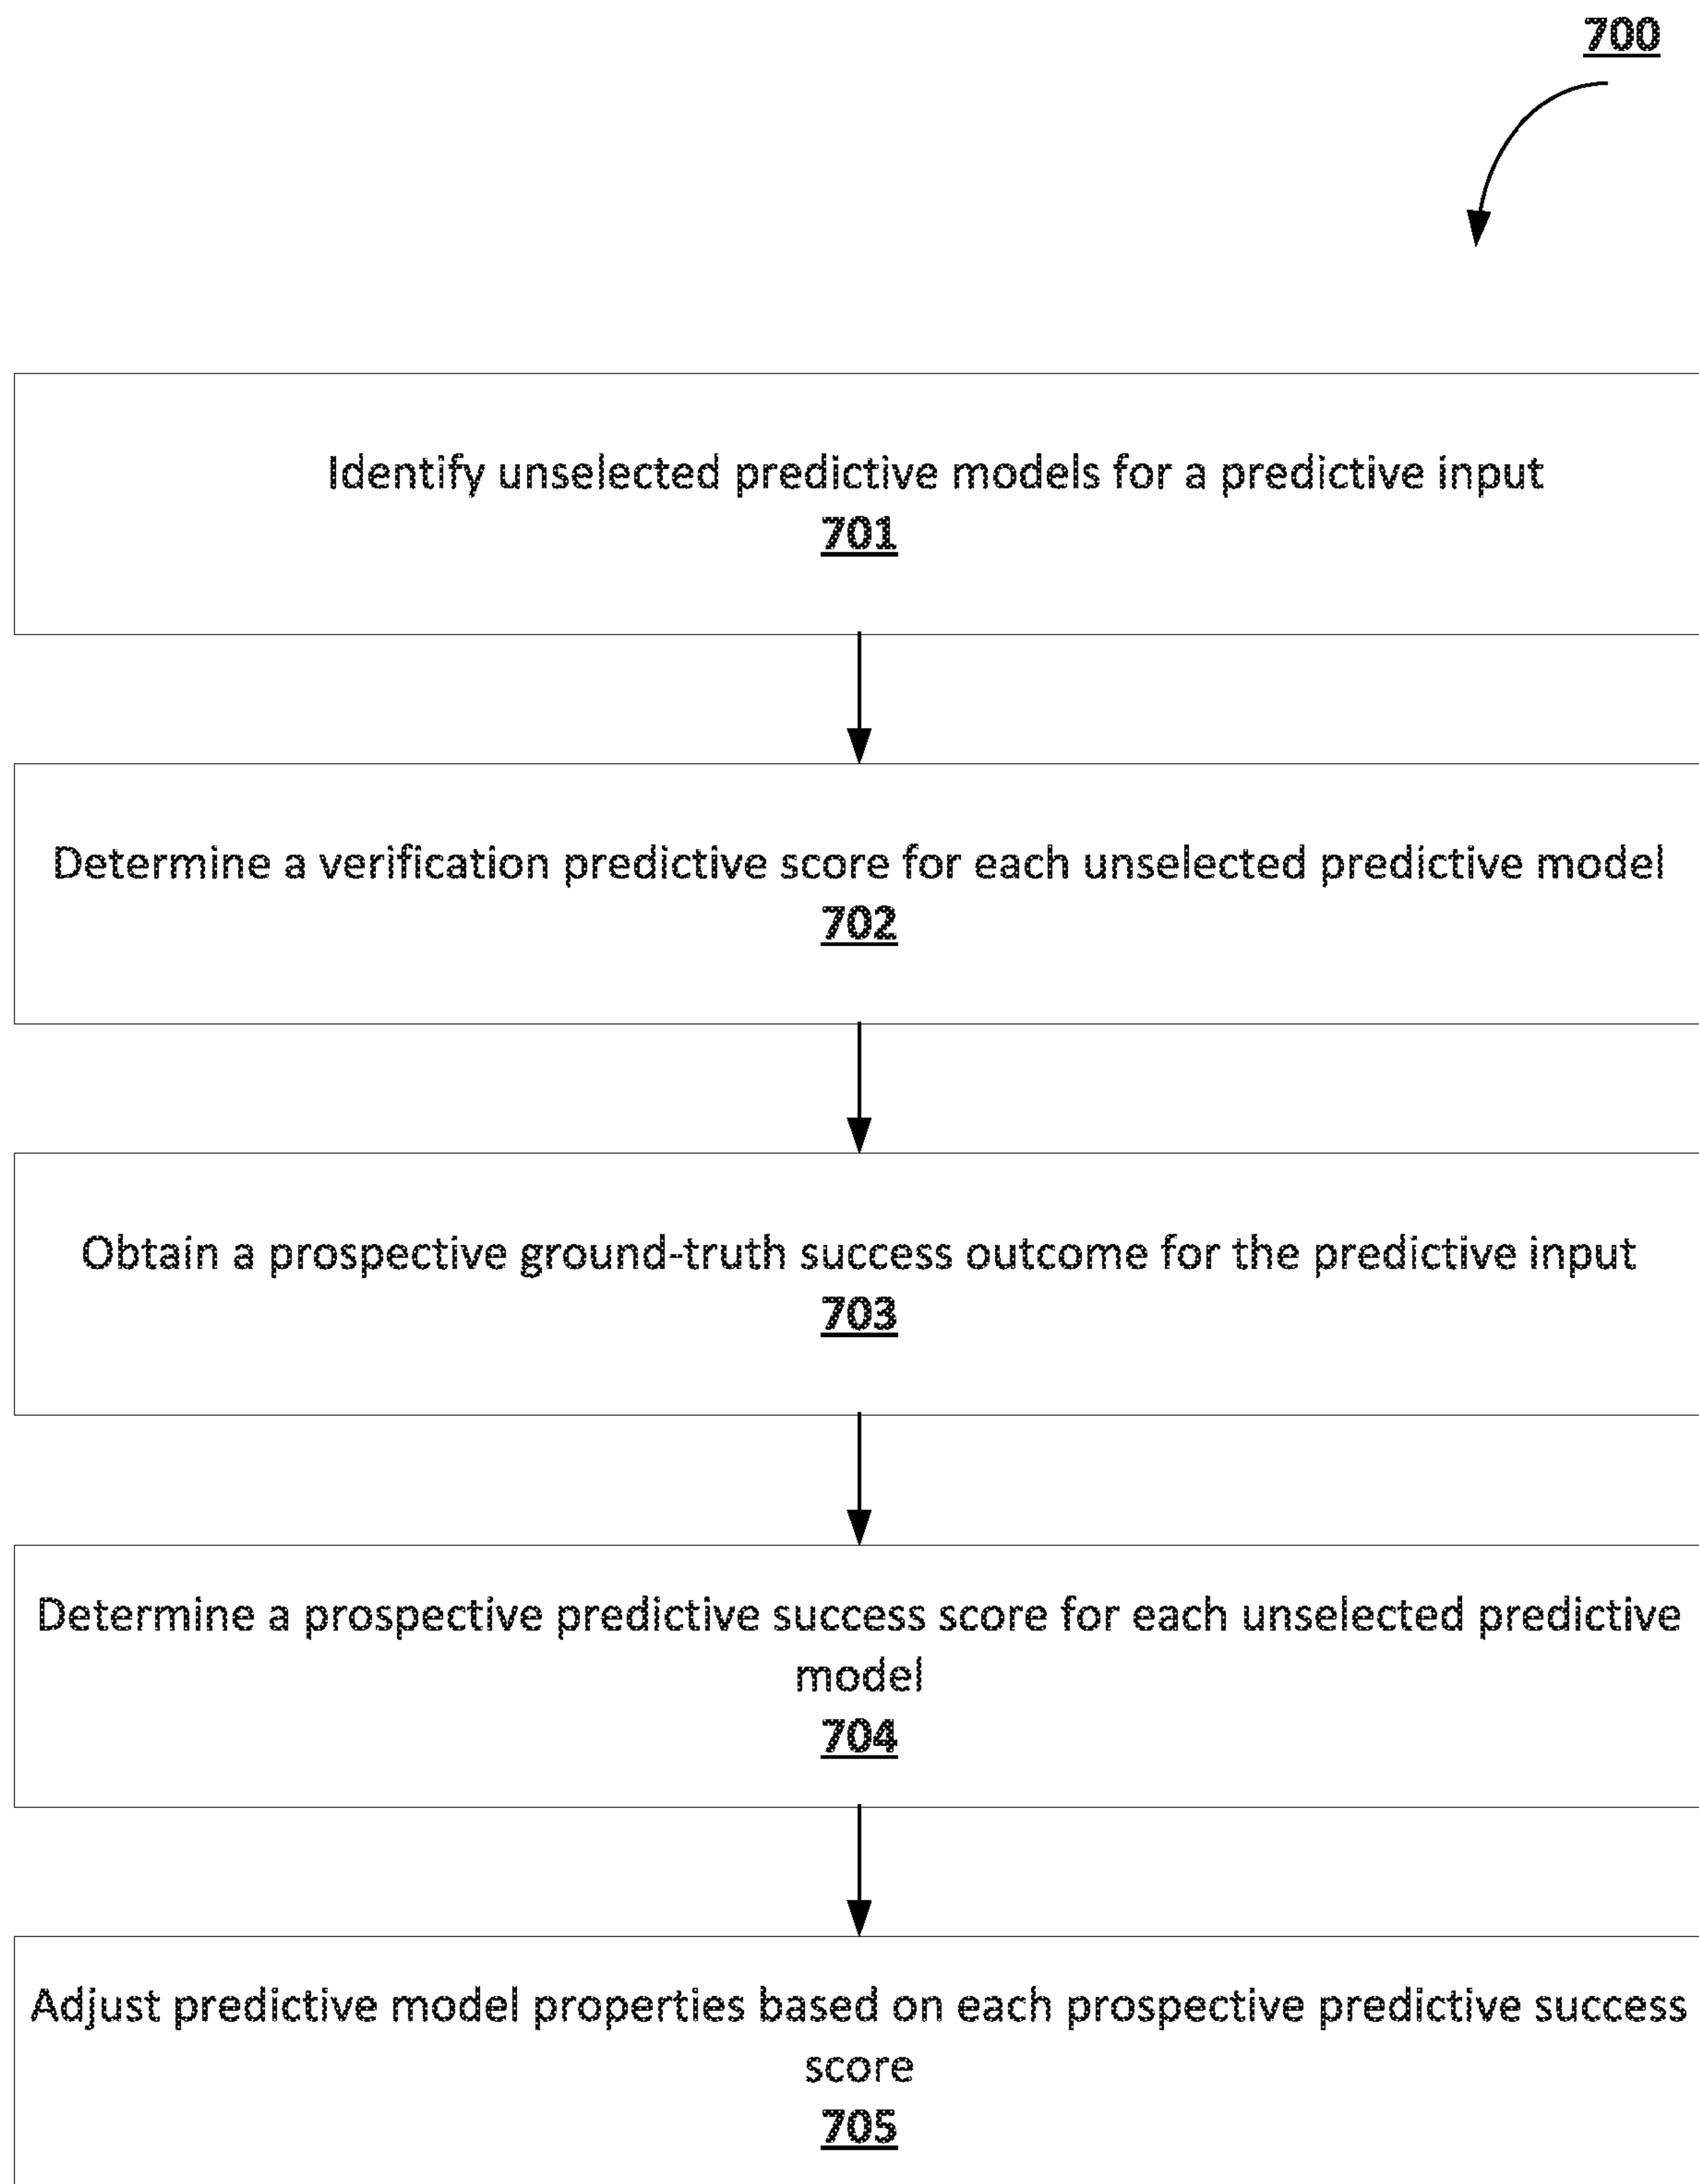 700
Identify unselected predictive models for a predictive input
701
Determine a verification predictive score for each unselected predictive model
702
Obtain a prospective ground-truth success outcome for the predictive input
703
Determine a prospective predictive success score for each unselected predictive
model
704
Adjust predictive model properties based on each prospective predictive success
score
705